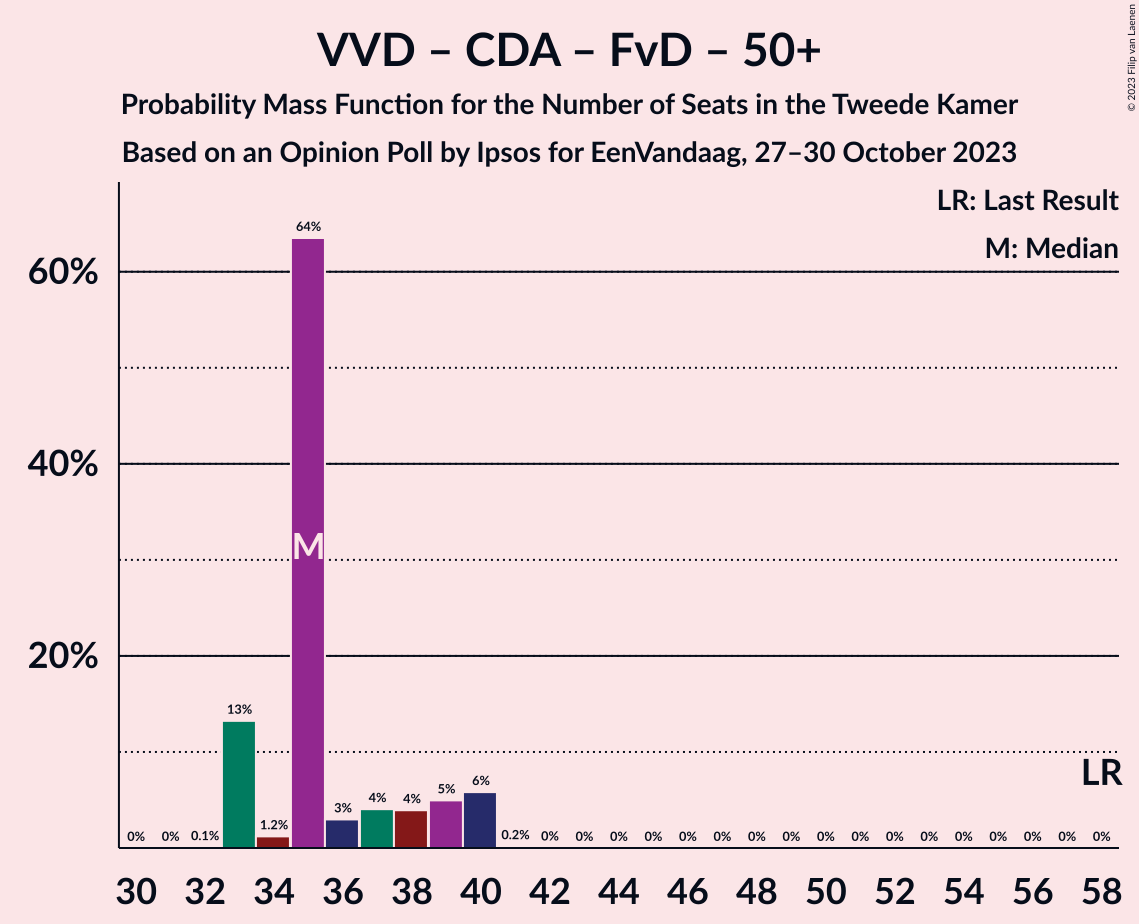 VVD – CDA – FvD – 50+
Probability Mass Function for the Number of Seats in the Tweede Kamer
Based on an Opinion Poll by Ipsos for EenVandaag, 27–30 October 2023
© 2023 Filip van Laenen
LR: Last Result
M: Median
60%
40%
20%
64%
M
13%
1.2%
3%
4%
4%
5%
6%
LR
0% 0% 0.1% 0.2% 0% 0% 0% 0% 0% 0% 0% 0% 0% 0% 0% 0% 0% 0% 0% 0% 0%
30 32 34 36 38 40 42 44 46 48 50 52 54 56 58